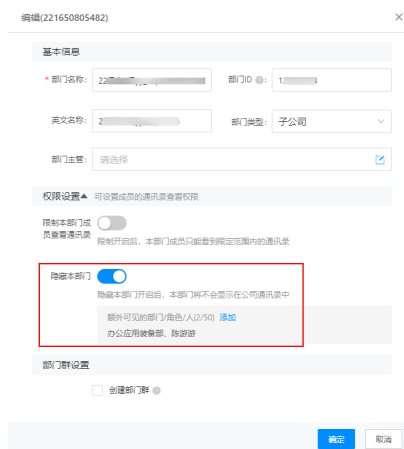 编辑(221650805482)
基本信息
* 部门名称: 22
部门ID : 1
英文名称: 2
部门类型: 子公司
部门主管: 请选择
权限设置▲ 可设置成员的通讯录查看权限
限制本部门成
员查看通讯录
限制开启后，本部门成员只能看到限定范围内的通讯录
隐藏本部门
隐藏本部门开启后，本部门将不会显示在公司通讯录中
额外可见的部门/角色/人(2/50) 添加
办公应用装备部、陈游游
部门群设置
创建部门群
确定 取消